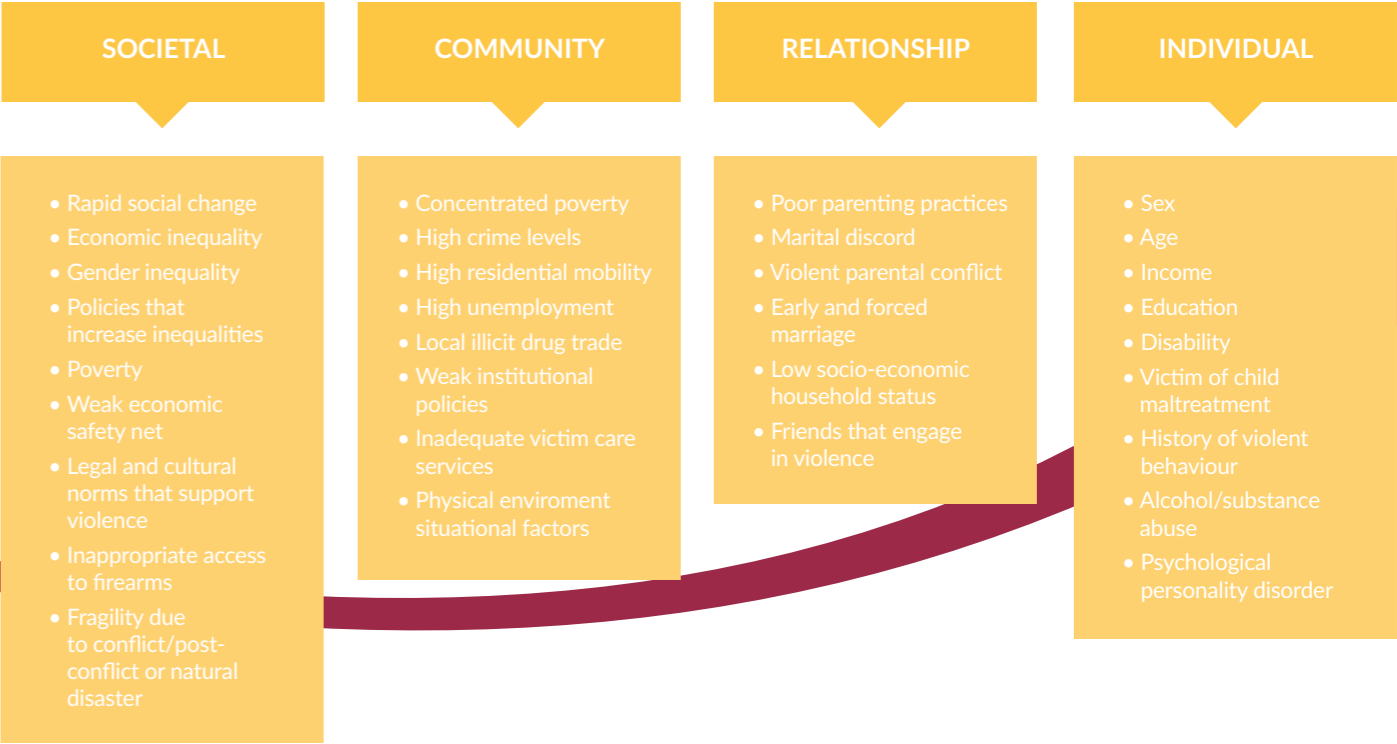 SOCIETAL
• Rapid social change
• Economic inequality
• Gender inequality
• Policies that
increase inequalities
• Poverty
• Weak economic
safety net
• Legal and cultural
norms that support
violence
• Inappropriate access
to firearms
• Fragility due
to conflict/post-
conflict or natural
disaster
COMMUNITY
• Concentrated poverty
• High crime levels
• High residential mobility
• High unemployment
• Local illicit drug trade
• Weak institutional
policies
• Inadequate victim care
services
• Physical enviroment
situational factors
RELATIONSHIP
• Poor parenting practices
• Marital discord
• Violent parental conflict
• Early and forced
marriage
• Low socio-economic
household status
• Friends that engage
in violence
INDIVIDUAL
• Sex
• Age
• Income
• Education
• Disability
• Victim of child
maltreatment
• History of violent
behaviour
• Alcohol/substance
abuse
• Psychological
personality disorder